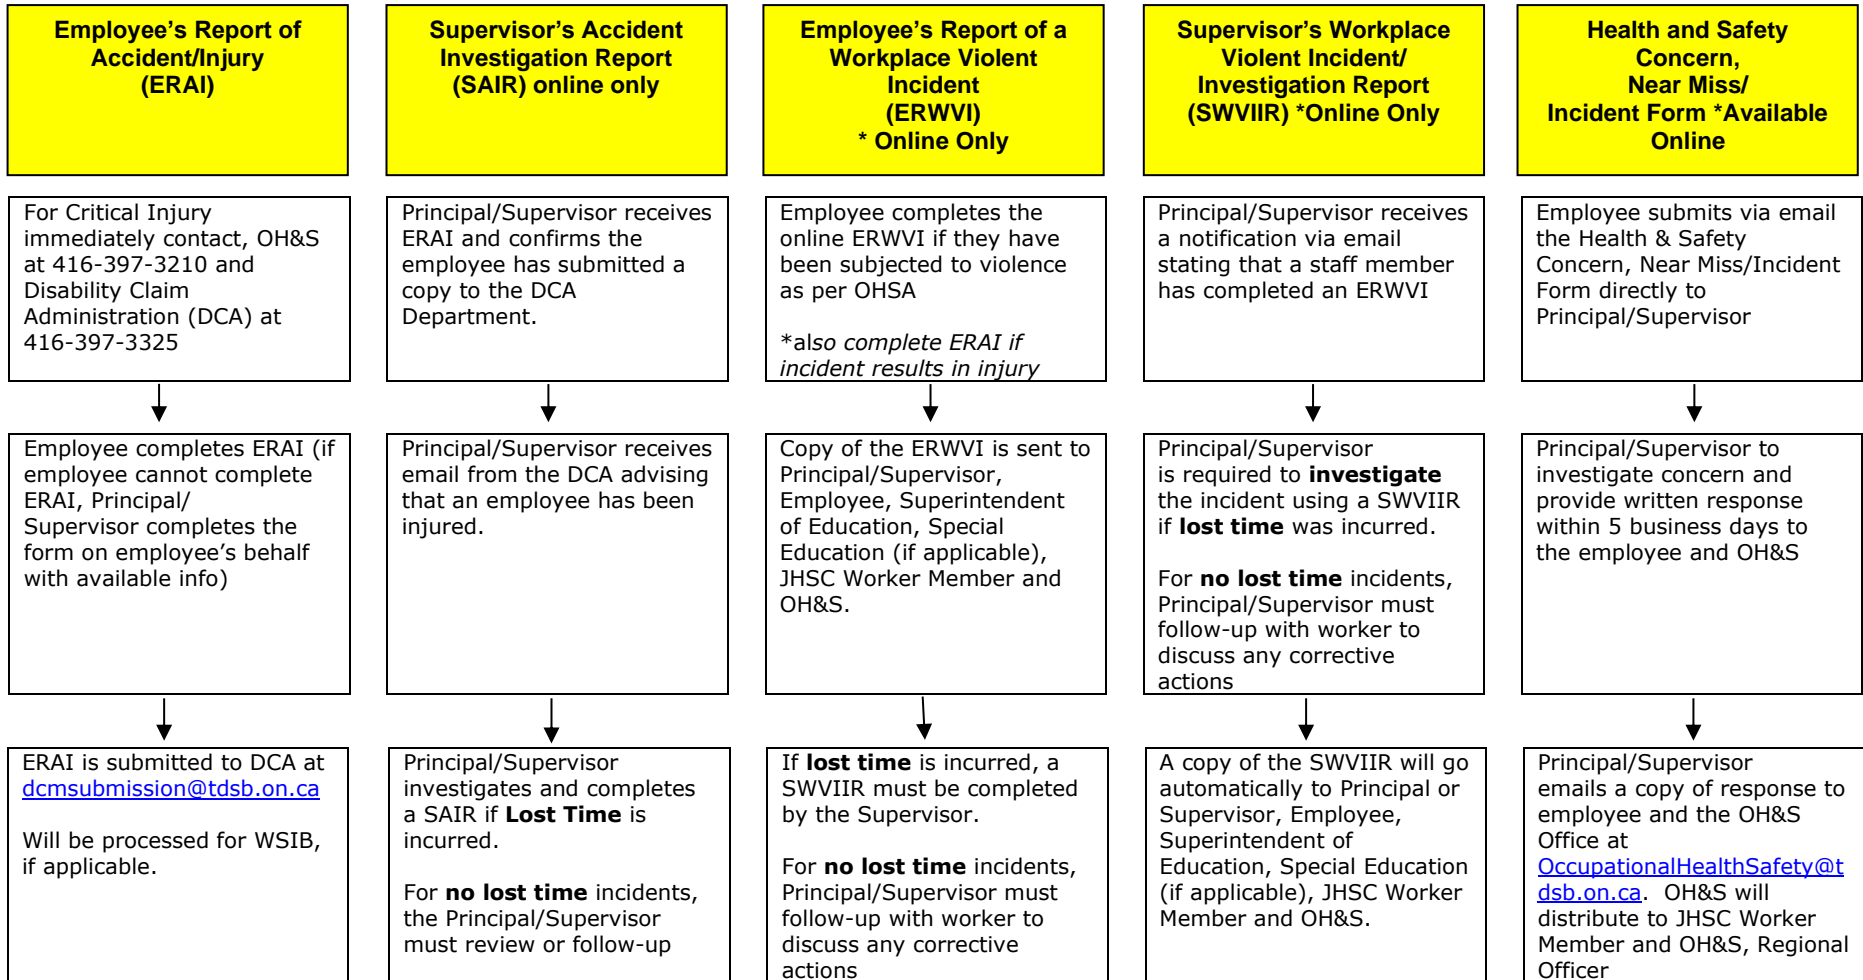 Employee’s Report of
Accident/Injury
(ERAI)
For Critical Injury
immediately contact, OH&S
at 416-397-3210 and
Disability Claim
Administration (DCA) at
416-397-3325
Employee completes ERAI (if
employee cannot complete
ERAI, Principal/
Supervisor completes the
form on employee’s behalf
with available info)
ERAI is submitted to DCA at
dcmsubmission@tdsb.on.ca
Will be processed for WSIB,
if applicable.
Supervisor’s Accident
Investigation Report
(SAIR) online only
Principal/Supervisor receives
ERAI and confirms the
employee has submitted a
copy to the DCA
Department.
Principal/Supervisor receives
email from the DCA advising
that an employee has been
injured.
Principal/Supervisor
investigates and completes
a SAIR if Lost Time is
incurred.
For no lost time incidents,
the Principal/Supervisor
must review or follow-up
Employee’s Report of a
Workplace Violent
Incident
(ERWVI)
* Online Only
Employee completes the
online ERWVI if they have
been subjected to violence
as per OHSA
*also complete ERAI if
incident results in injury
Copy of the ERWVI is sent to
Principal/Supervisor,
Employee, Superintendent
of Education, Special
Education (if applicable),
JHSC Worker Member and
OH&S.
If lost time is incurred, a
SWVIIR must be completed
by the Supervisor.
For no lost time incidents,
Principal/Supervisor must
follow-up with worker to
discuss any corrective
actions
Supervisor’s Workplace
Violent Incident/
Investigation Report
(SWVIIR) *Online Only
Principal/Supervisor receives
a notification via email
stating that a staff member
has completed an ERWVI
Principal/Supervisor
is required to investigate
the incident using a SWVIIR
if lost time was incurred.
For no lost time incidents,
Principal/Supervisor must
follow-up with worker to
discuss any corrective
actions
A copy of the SWVIIR will go
automatically to Principal or
Supervisor, Employee,
Superintendent of
Education, Special Education
(if applicable), JHSC Worker
Member and OH&S.
Health and Safety
Concern,
Near Miss/
Incident Form *Available
Online
Employee submits via email
the Health & Safety
Concern, Near Miss/Incident
Form directly to
Principal/Supervisor
Principal/Supervisor to
investigate concern and
provide written response
within 5 business days to
the employee and OH&S
Principal/Supervisor
emails a copy of response to
employee and the OH&S
Office at
OccupationalHealthSafety@t
dsb.on.ca. OH&S will
distribute to JHSC Worker
Member and OH&S, Regional
Officer